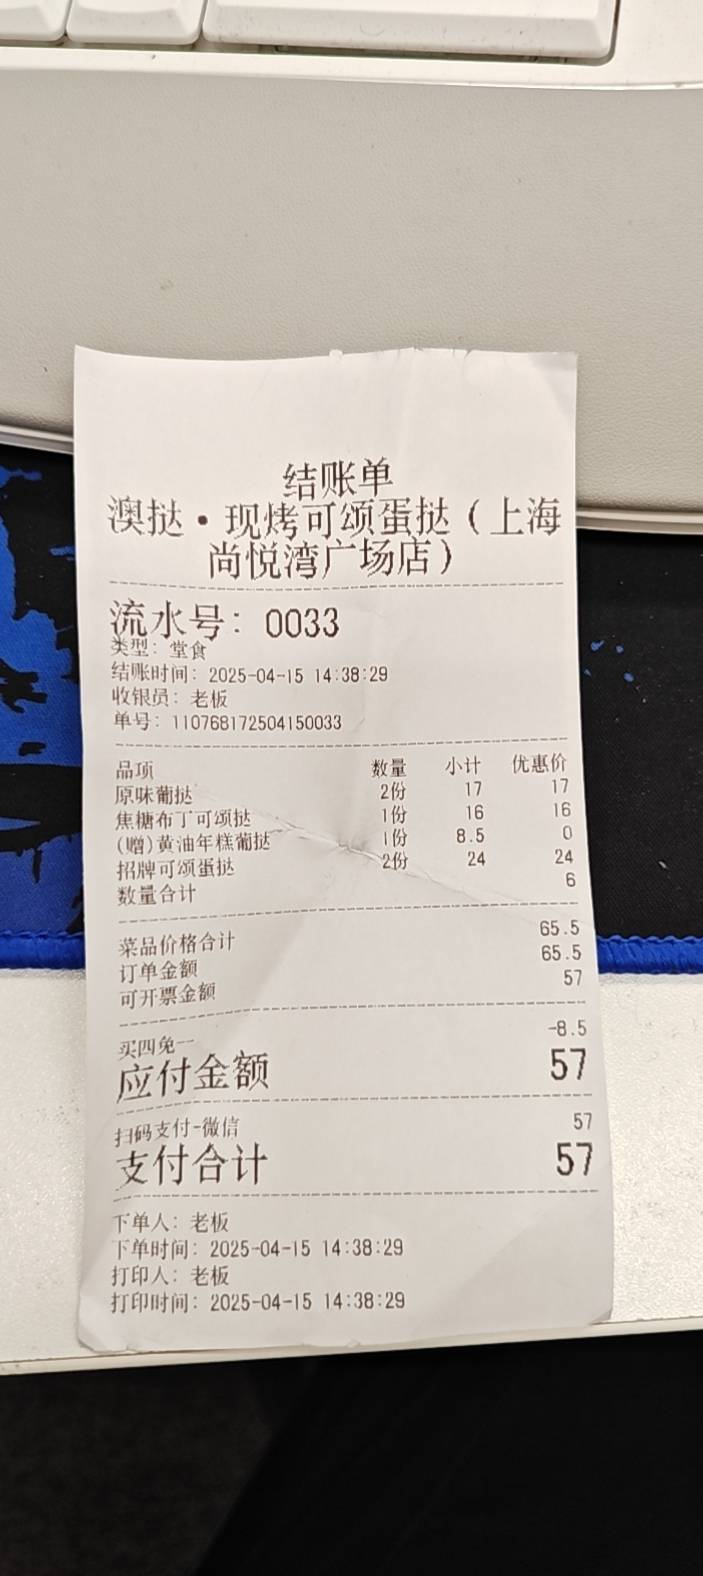 结账单
澳挞·现烤可颂蛋挞(上海
尚悦湾广场店)
流水号: 0033
类型: 堂食
结账时间: 2025-04-15 14:38:29
收银员: 老板
单号: 110768172504150033
品项 数量 小计 优惠价
原味葡挞 2份 17 17
焦糖布丁可颂挞 1份 16 16
(赠)黄油年糕葡挞 1份 8.5 0
招牌可颂蛋挞 2份 24 24
数量合计 6
菜品价格合计 65.5
订单金额 65.5
可开票金额 57
买四免一 -8.5
应付金额 57
扫码支付-微信 57
支付合计 57
下单人: 老板
下单时间: 2025-04-15 14:38:29
打印人: 老板
打印时间: 2025-04-15 14:38:29